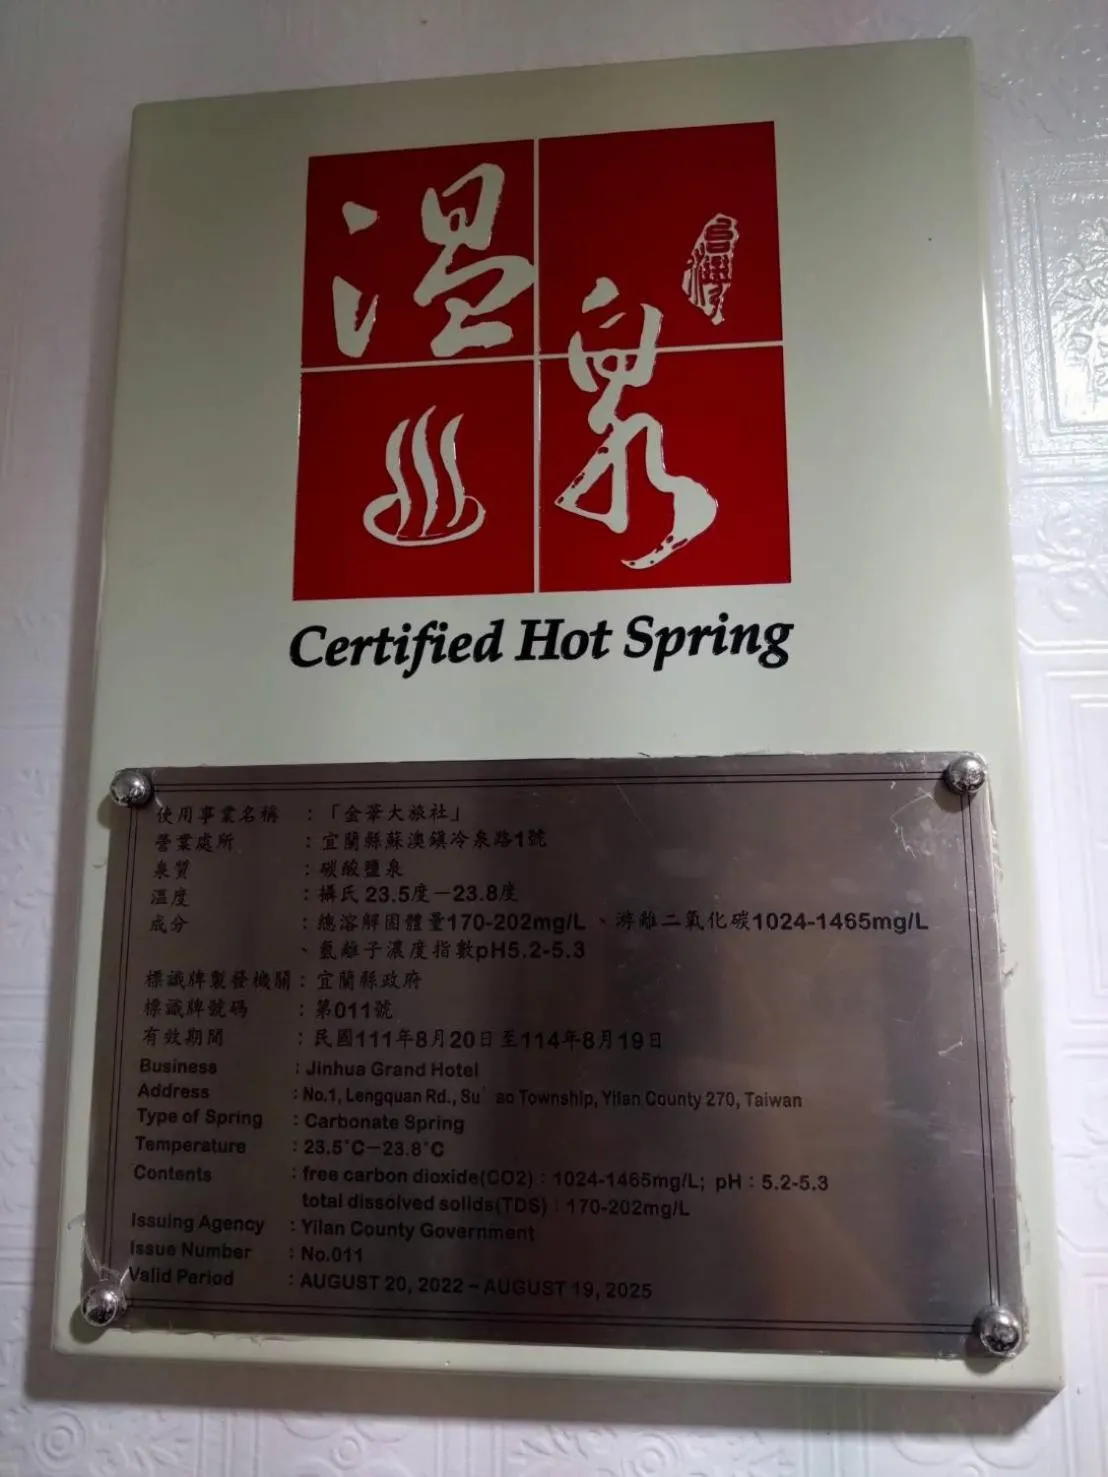 溫泉
台灣
Certified Hot Spring
使用事業名稱 :「金華大旅社」
營業處所 : 宜蘭縣蘇澳鎮冷泉路1號
泉質 : 碳酸鹽泉
溫度 : 攝氏 23.5度－23.8度
成分 : 總溶解固體量170-202mg/L 、游離二氧化碳1024-1465mg/L
、氫離子濃度指數pH5.2-5.3
標識牌製發機關 : 宜蘭縣政府
標識牌號碼 : 第011號
有效期間 : 民國111年8月20日至114年8月19日
Business : Jinhua Grand Hotel
Address : No.1, Lengquan Rd., Su'ao Township, Yilan County 270, Taiwan
Type of Spring : Carbonate Spring
Temperature : 23.5°C－23.8°C
Contents : free carbon dioxide(CO2) : 1024-1465mg/L; pH : 5.2-5.3
total dissolved solids(TDS) : 170-202mg/L
Issuing Agency : Yilan County Government
Issue Number : No.011
Valid Period : AUGUST 20, 2022 – AUGUST 19, 2025